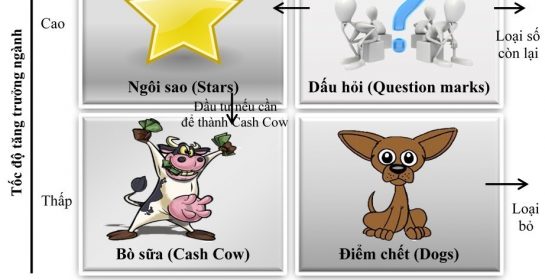 Tốc độ tăng trưởng ngành
Cao
Ngôi sao (Stars)
Dấu hỏi (Question marks)
Loại số
còn lại
Đầu tư nếu cần
để thành Cash Cow
Thấp
Bò sữa (Cash Cow)
Điểm chết (Dogs)
Loại
bỏ